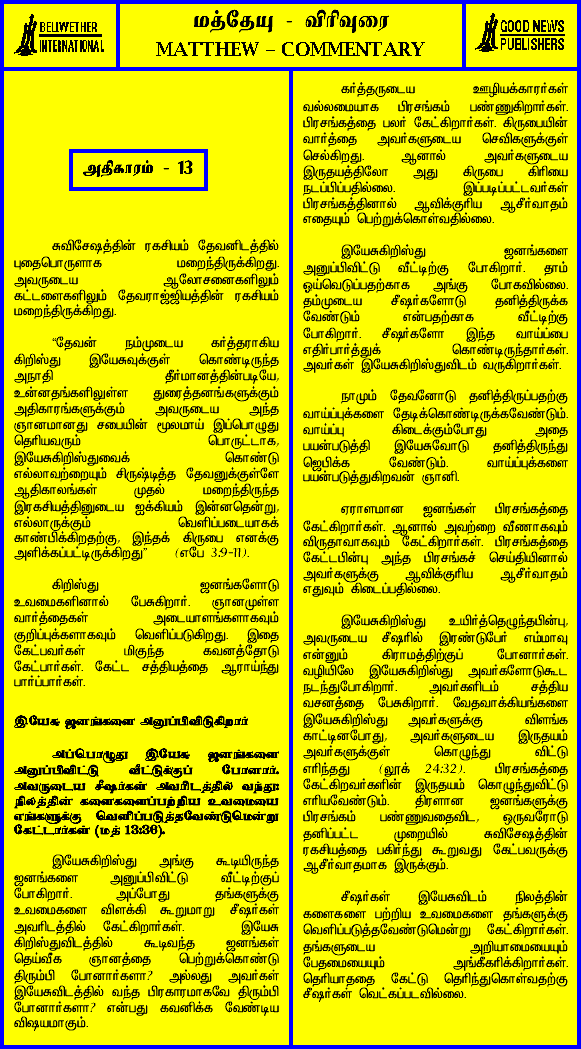 BELIWETHER
INTERNATIONAL
மத்தேயு - விரிவுரை
MATTHEW – COMMENTARY
GOOD NEWS
PUBLISHERS
அதிகாரம் - 13
சுவிசேஷத்தின் ரகசியம் தேவனிடத்தில்
புதைபொருளாக மறைந்திருக்கிறது.
அவருடைய ஆலோசனைகளிலும்
கட்டளைகளிலும் தேவராஜ்ஜியத்தின் ரகசியம்
மறைந்திருக்கிறது.
“தேவன் நம்முடைய கர்த்தராகிய
கிறிஸ்து இயேசுவுக்குள் கொண்டிருந்த
அநாதி தீர்மானத்தின்படியே,
உன்னதங்களிலுள்ள துரைத்தனங்களுக்கும்
அதிகாரங்களுக்கும் அவருடைய அநந்த
ஞானமானது சபையின் மூலமாய் இப்பொழுது
தெரியவரும் பொருட்டாக,
இயேசுகிறிஸ்துவைக் கொண்டு
எல்லாவற்றையும் சிருஷ்டித்த தேவனுக்குள்ளே
ஆதிகாலங்கள் முதல் மறைந்திருந்த
இரகசியத்தினுடைய ஐக்கியம் இன்னதென்று,
எல்லாருக்கும் வெளிப்படையாகக்
காண்பிக்கிறதற்கு, இந்தக் கிருபை எனக்கு
அளிக்கப்பட்டிருக்கிறது” (எபே 3:9-11).
கிறிஸ்து ஜனங்களோடு
உவமைகளினால் பேசுகிறார். ஞானமுள்ள
வார்த்தைகள் அடையாளங்களாகவும்
குறிப்புக்களாகவும் வெளிப்படுகிறது. இதை
கேட்பவர்கள் மிகுந்த கவனத்தோடு
கேட்பார்கள். கேட்ட சத்தியத்தை ஆராய்ந்து
பார்ப்பார்கள்.
இயேசு ஜனங்களை அனுப்பிவிடுகிறார்
அப்பொழுது இயேசு ஜனங்களை
அனுப்பிவிட்டு வீட்டுக்குப் போனார்.
அவருடைய சீஷர்கள் அவரிடத்தில் வந்து:
நிலத்தின் களைகளைப்பற்றிய உவமையை
எங்களுக்கு வெளிப்படுத்தவேண்டுமென்று
கேட்டார்கள் (மத் 13:36).
இயேசுகிறிஸ்து அங்கு கூடியிருந்த
ஜனங்களை அனுப்பிவிட்டு வீட்டிற்குப்
போகிறார். அப்போது தங்களுக்கு
உவமைகளை விளக்கி கூறுமாறு சீஷர்கள்
அவரிடத்தில் கேட்கிறார்கள். இயேசு
கிறிஸ்துவிடத்தில் கூடிவந்த ஜனங்கள்
தெய்வீக ஞானத்தை பெற்றுக்கொண்டு
திரும்பி போனார்களா? அல்லது அவர்கள்
இயேசுவிடத்தில் வந்த பிரகாரமாகவே திரும்பி
போனார்களா? என்பது கவனிக்க வேண்டிய
விஷயமாகும்.
கர்த்தருடைய ஊழியக்காரர்கள்
வல்லமையாக பிரசங்கம் பண்ணுகிறார்கள்.
பிரசங்கத்தை பலர் கேட்கிறார்கள். கிருபையின்
வார்த்தை அவர்களுடைய செவிகளுக்குள்
செல்கிறது. ஆனால் அவர்களுடைய
இருதயத்திலோ அது கிருபை கிரியை
நடப்பிப்பதில்லை. இப்படிப்பட்டவர்கள்
பிரசங்கத்தினால் ஆவிக்குரிய ஆசீர்வாதம்
எதையும் பெற்றுக்கொள்வதில்லை.
இயேசுகிறிஸ்து ஜனங்களை
அனுப்பிவிட்டு வீட்டிற்கு போகிறார். தாம்
ஓய்வெடுப்பதற்காக அங்கு போகவில்லை.
தம்முடைய சீஷர்களோடு தனித்திருக்க
வேண்டும் என்பதற்காக வீட்டிற்கு
போகிறார். சீஷர்களோ இந்த வாய்ப்பை
எதிர்பார்த்துக் கொண்டிருந்தார்கள்.
அவர்கள் இயேசுகிறிஸ்துவிடம் வருகிறார்கள்.
நாமும் தேவனோடு தனித்திருப்பதற்கு
வாய்ப்புக்களை தேடிக்கொண்டிருக்கவேண்டும்.
வாய்ப்பு கிடைக்கும்போது அதை
பயன்படுத்தி இயேசுவோடு தனித்திருந்து
ஜெபிக்க வேண்டும். வாய்ப்புக்களை
பயன்படுத்துகிறவன் ஞானி.
ஏராளமான ஜனங்கள் பிரசங்கத்தை
கேட்கிறார்கள். ஆனால் அவற்றை வீணாகவும்
விருதாவாகவும் கேட்கிறார்கள். பிரசங்கத்தை
கேட்டபின்பு அந்த பிரசங்கச் செய்தியினால்
அவர்களுக்கு ஆவிக்குரிய ஆசீர்வாதம்
எதுவும் கிடைப்பதில்லை.
இயேசுகிறிஸ்து உயிர்த்தெழுந்தபின்பு,
அவருடைய சீஷரில் இரண்டுபேர் எம்மாவு
என்னும் கிராமத்திற்குப் போனார்கள்.
வழியிலே இயேசுகிறிஸ்து அவர்களோடுகூட
நடந்துபோகிறார். அவர்களிடம் சத்திய
வசனத்தை பேசுகிறார். வேதவாக்கியங்களை
இயேசுகிறிஸ்து அவர்களுக்கு விளங்க
காட்டினபோது, அவர்களுடைய இருதயம்
அவர்களுக்குள் கொழுந்து விட்டு
எரிந்தது (லூக் 24:32). பிரசங்கத்தை
கேட்கிறவர்களின் இருதயம் கொழுந்துவிட்டு
எரியவேண்டும். திரளான ஜனங்களுக்கு
பிரசங்கம் பண்ணுவதைவிட, ஒருவரோடு
தனிப்பட்ட முறையில் சுவிசேஷத்தின்
ரகசியத்தை பகிர்ந்து கூறுவது கேட்பவருக்கு
ஆசீர்வாதமாக இருக்கும்.
சீஷர்கள் இயேசுவிடம் நிலத்தின்
களைகளை பற்றிய உவமைகளை தங்களுக்கு
வெளிப்படுத்தவேண்டுமென்று கேட்கிறார்கள்.
தங்களுடைய அறியாமையையும்
பேதமையையும் அங்கீகரிக்கிறார்கள்.
தெரியாததை கேட்டு தெரிந்துகொள்வதற்கு
சீஷர்கள் வெட்கப்படவில்லை.